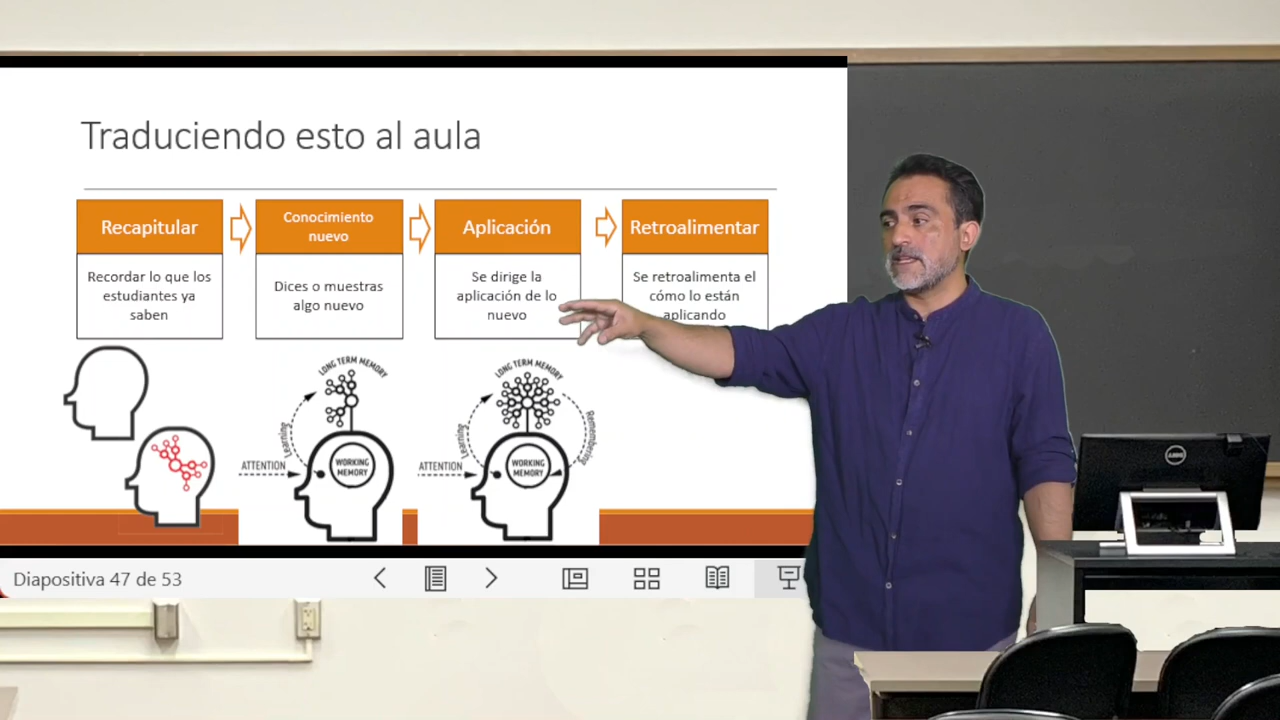 Traduciendo esto al aula
Recapitular
Recordar lo que los
estudiantes ya
saben
Conocimiento
nuevo
Dices o muestras
algo nuevo
Aplicación
Se dirige la
aplicación de lo
nuevo
Retroalimentar
Se retroalimenta el
cómo lo están
aplicando
LONG TERM MEMORY
Learning
ATTENTION
WORKING
MEMORY
LONG TERM MEMORY
Learning
Remembering
ATTENTION
WORKING
MEMORY
Diapositiva 47 de 53
DELL